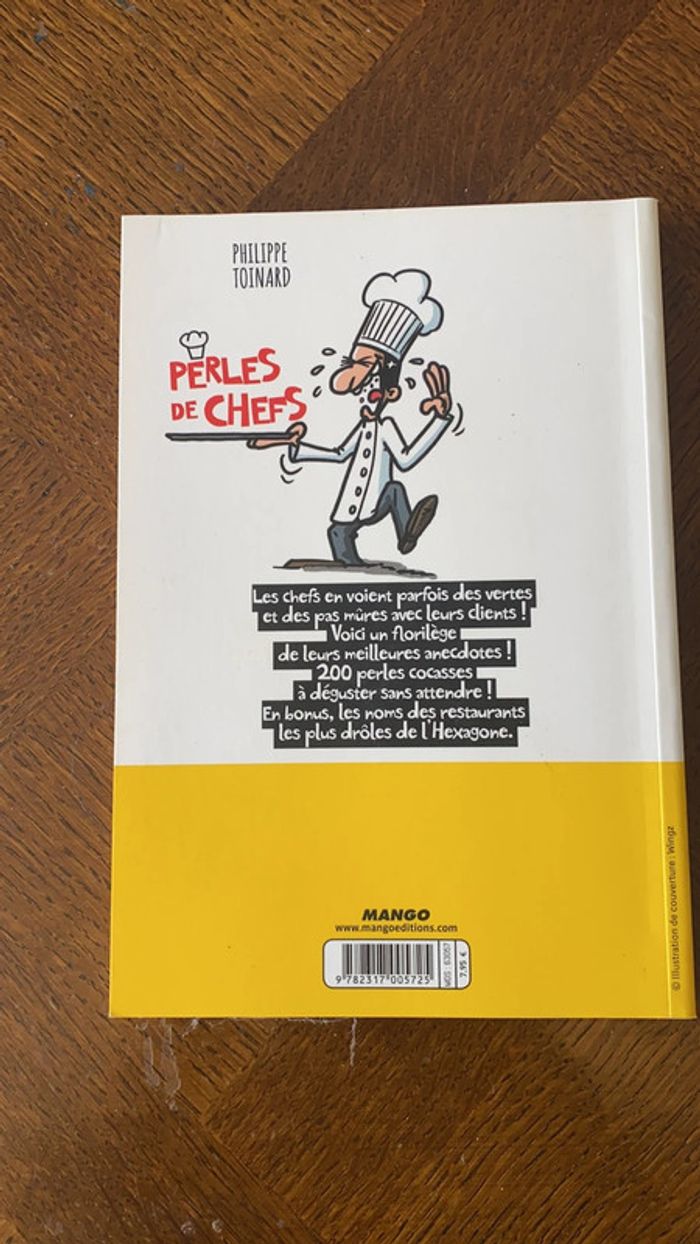 PHILIPPE
TOINARD
PERLES
DE CHEFS
Les chefs en voient parfois des vertes
et des pas mûres avec leurs clients !
Voici un florilège
de leurs meilleures anecdotes !
200 perles cocasses
à déguster sans attendre !
En bonus, les noms des restaurants
les plus drôles de l'Hexagone.
MANGO
www.mangoeditions.com
9 782317 005725
MDS : 63057
7,95 €
© Illustration de couverture : Wingz